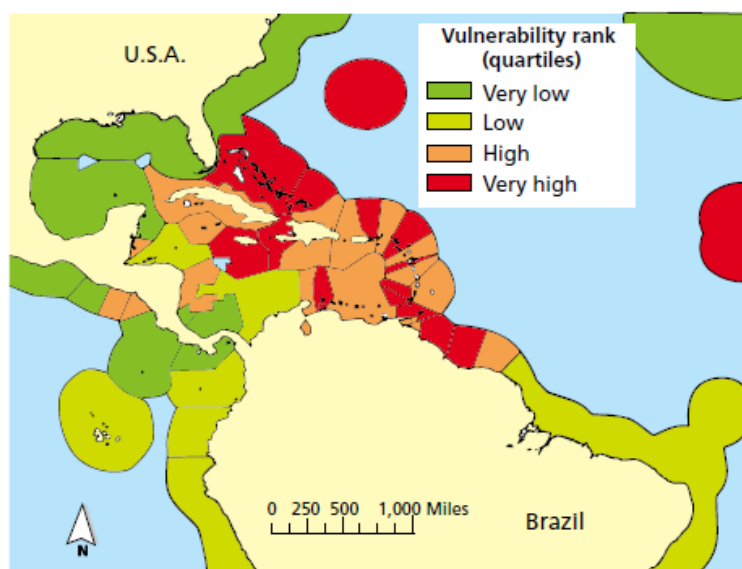 U.S.A.
Vulnerability rank
(quartiles)
Very low
Low
High
Very high
0 250 500 1,000 Miles
Brazil
N